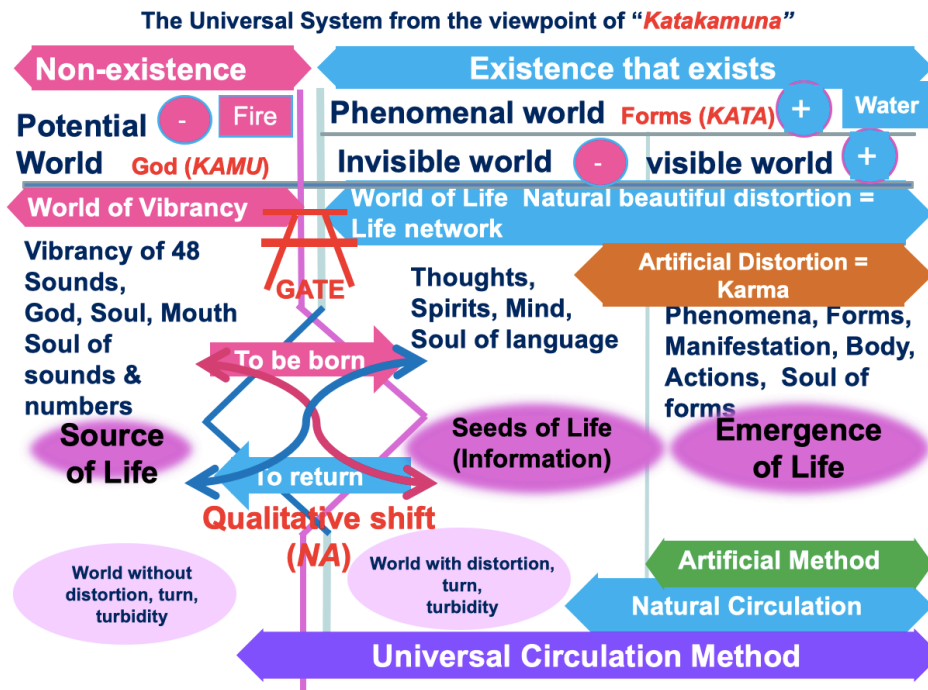 The Universal System from the viewpoint of “Katakamuna”
Non-existence
Existence that exists
Potential
World
-
Fire
God (KAMU)
Phenomenal world Forms (KATA)
+
Water
Invisible world
-
visible world
+
World of Vibrancy
World of Life Natural beautiful distortion =
Life network
Artificial Distortion =
Karma
GATE
Vibrancy of 48
Sounds,
God, Soul, Mouth
Soul of
sounds &
numbers
Thoughts,
Spirits, Mind,
Soul of language
Phenomena, Forms,
Manifestation, Body,
Actions, Soul of
forms
To be born
Source
of Life
Seeds of Life
(Information)
Emergence
of Life
To return
Qualitative shift
(NA)
World without
distortion, turn,
turbidity
World with distortion,
turn,
turbidity
Artificial Method
Natural Circulation
Universal Circulation Method